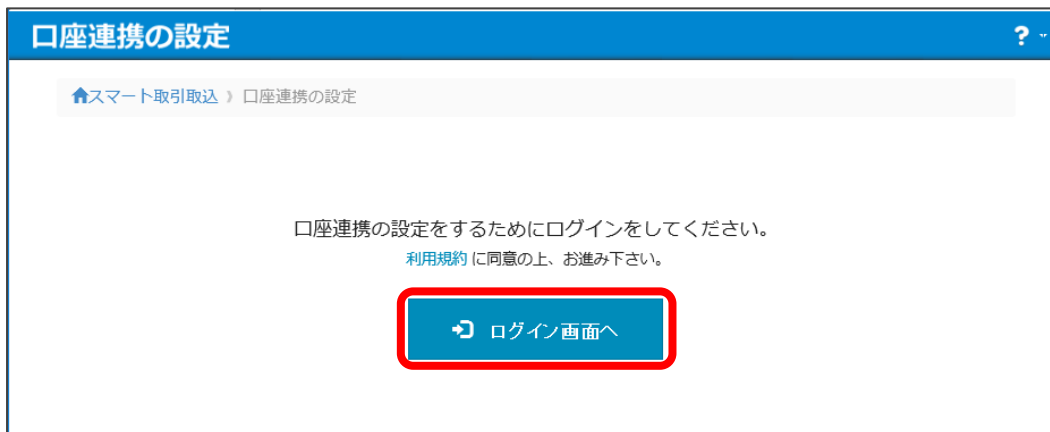 口座連携の設定
?
スマート取引取込 》 口座連携の設定
口座連携の設定をするためにログインをしてください。
利用規約 に同意の上、お進み下さい。
ログイン画面へ